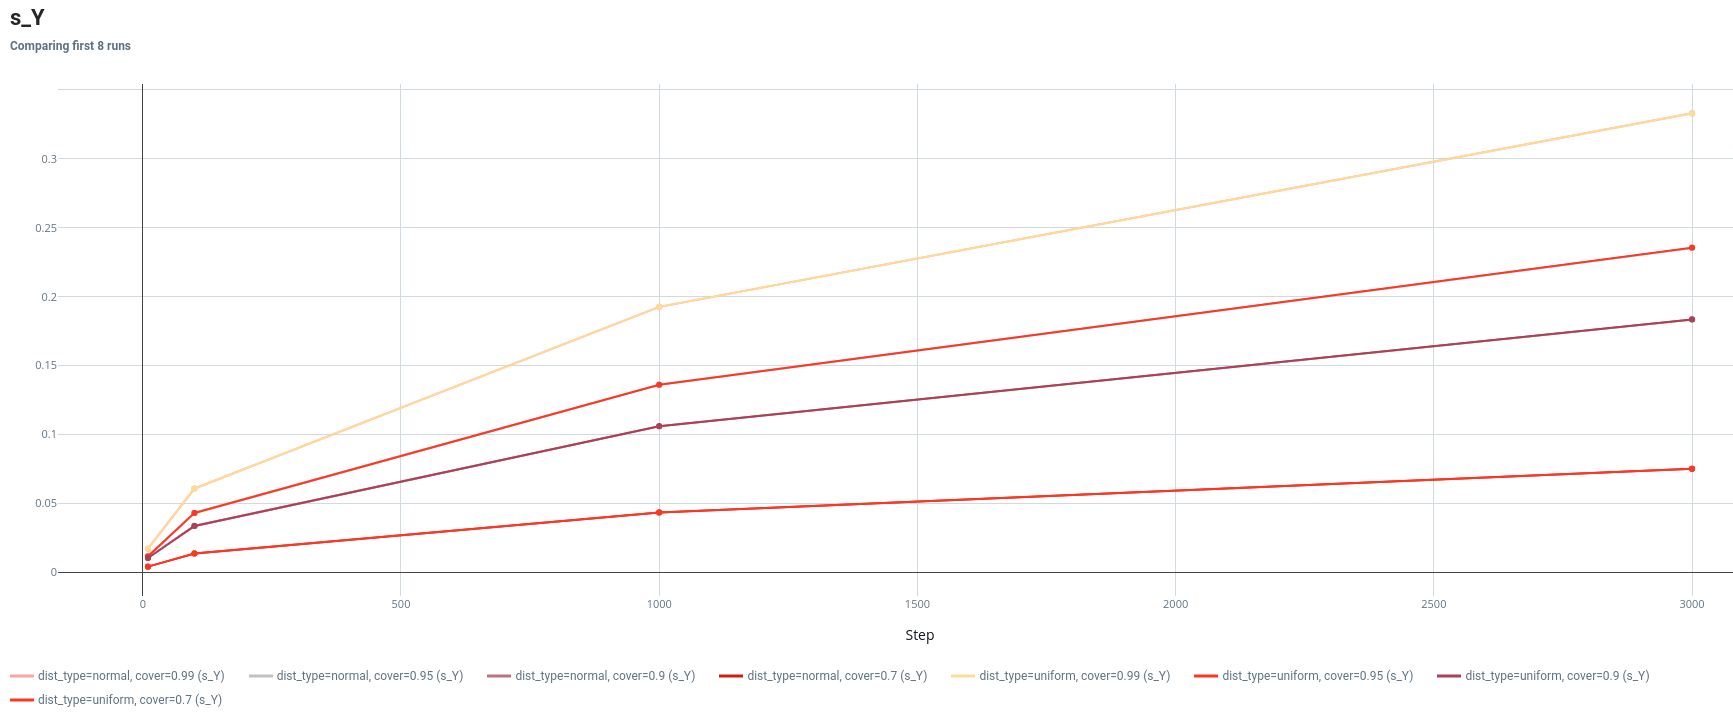 s_Y
Comparing first 8 runs
0.3
0.25
0.2
0.15
0.1
0.05
0
0 500 1000 1500 2000 2500 3000
Step
dist_type=normal, cover=0.99 (s_Y) dist_type=normal, cover=0.95 (s_Y) dist_type=normal, cover=0.9 (s_Y) dist_type=normal, cover=0.7 (s_Y) dist_type=uniform, cover=0.99 (s_Y) dist_type=uniform, cover=0.95 (s_Y) dist_type=uniform, cover=0.9 (s_Y)
dist_type=uniform, cover=0.7 (s_Y)